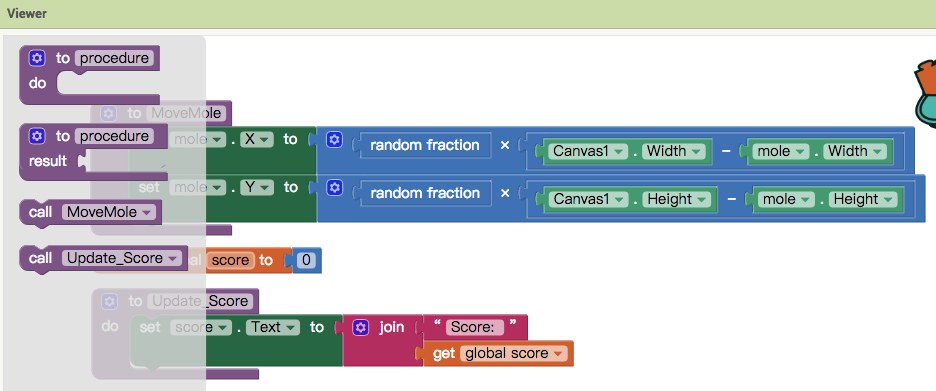 Viewer
to procedure
do
to procedure
result
call MoveMole
call Update_Score
to MoveMole
mole . X to random fraction × Canvas1 . Width - mole . Width
set mole . Y to random fraction × Canvas1 . Height - mole . Height
al score to 0
to Update_Score
do set score . Text to join “ Score: ”
get global score